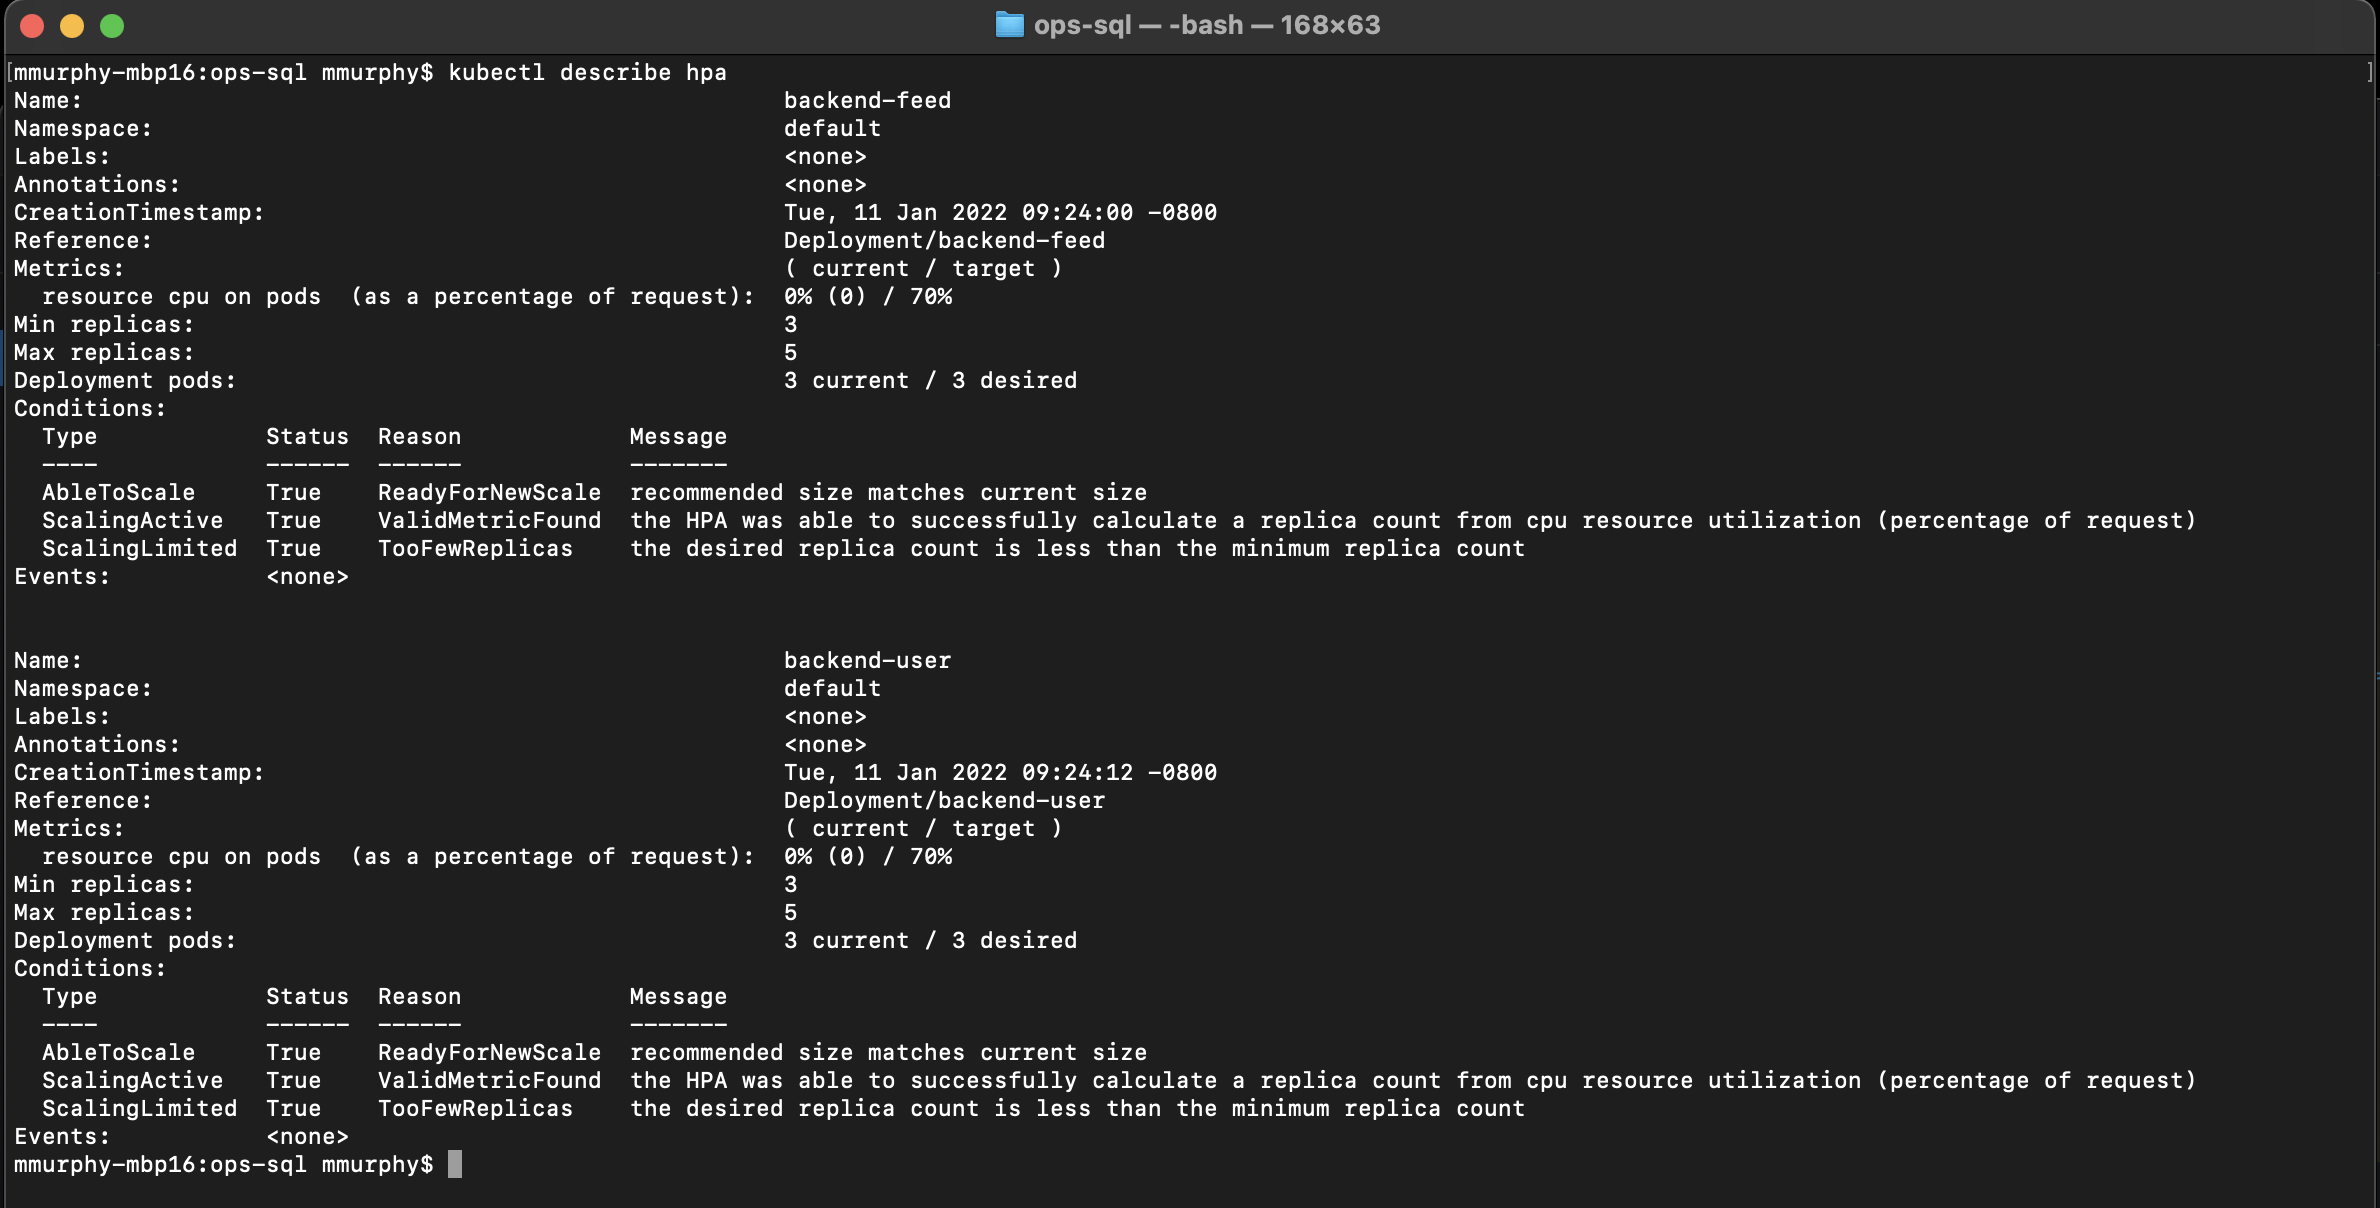 ops-sql — -bash — 168×63
[mmurphy-mbp16:ops-sql mmurphy$ kubectl describe hpa ]
Name: backend-feed
Namespace: default
Labels: <none>
Annotations: <none>
CreationTimestamp: Tue, 11 Jan 2022 09:24:00 -0800
Reference: Deployment/backend-feed
Metrics: ( current / target )
  resource cpu on pods  (as a percentage of request):  0% (0) / 70%
Min replicas: 3
Max replicas: 5
Deployment pods: 3 current / 3 desired
Conditions:
  Type            Status  Reason            Message
  ----            ------  ------            -------
  AbleToScale     True    ReadyForNewScale  recommended size matches current size
  ScalingActive   True    ValidMetricFound  the HPA was able to successfully calculate a replica count from cpu resource utilization (percentage of request)
  ScalingLimited  True    TooFewReplicas    the desired replica count is less than the minimum replica count
Events:           <none>
Name: backend-user
Namespace: default
Labels: <none>
Annotations: <none>
CreationTimestamp: Tue, 11 Jan 2022 09:24:12 -0800
Reference: Deployment/backend-user
Metrics: ( current / target )
  resource cpu on pods  (as a percentage of request):  0% (0) / 70%
Min replicas: 3
Max replicas: 5
Deployment pods: 3 current / 3 desired
Conditions:
  Type            Status  Reason            Message
  ----            ------  ------            -------
  AbleToScale     True    ReadyForNewScale  recommended size matches current size
  ScalingActive   True    ValidMetricFound  the HPA was able to successfully calculate a replica count from cpu resource utilization (percentage of request)
  ScalingLimited  True    TooFewReplicas    the desired replica count is less than the minimum replica count
Events:           <none>
mmurphy-mbp16:ops-sql mmurphy$